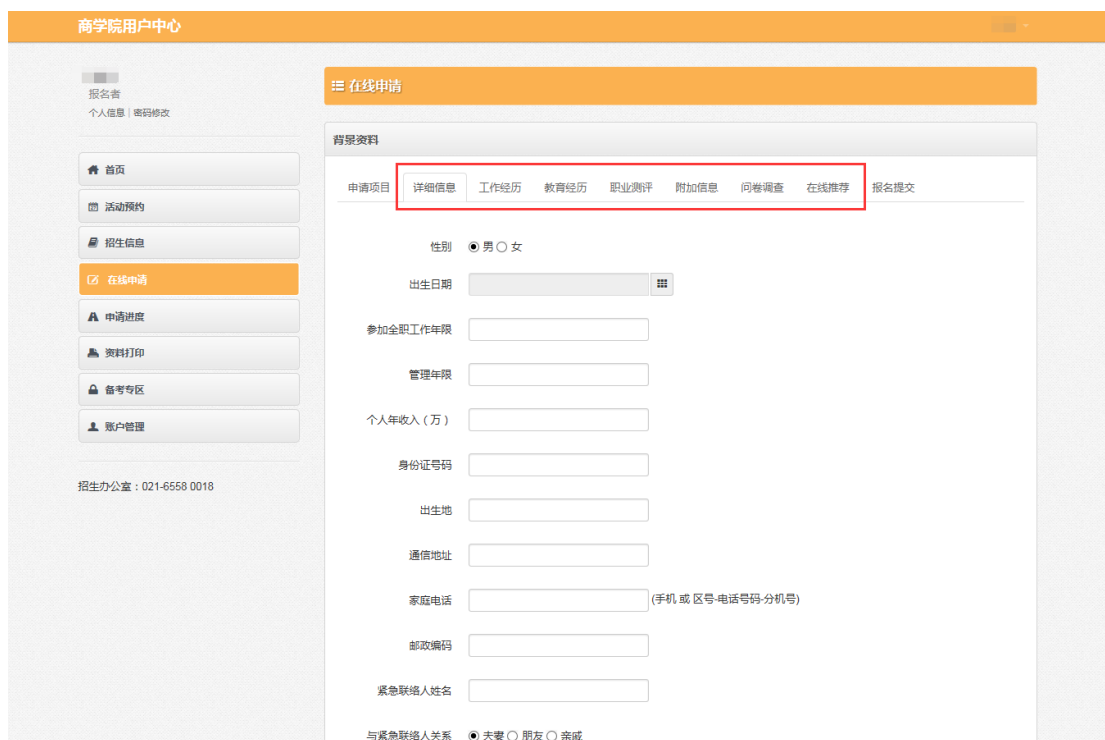 商学院用户中心
报名者
个人信息 | 密码修改
首页
活动预约
招生信息
在线申请
申请进度
资料打印
备考专区
账户管理
招生办公室：021-6558 0018
在线申请
背景资料
申请项目 详细信息 工作经历 教育经历 职业测评 附加信息 问卷调查 在线推荐 报名提交
性别 男 女
出生日期
参加全职工作年限
管理年限
个人年收入（万）
身份证号码
出生地
通信地址
家庭电话 (手机 或 区号-电话号码-分机号)
邮政编码
紧急联络人姓名
与紧急联络人关系 夫妻 朋友 亲戚